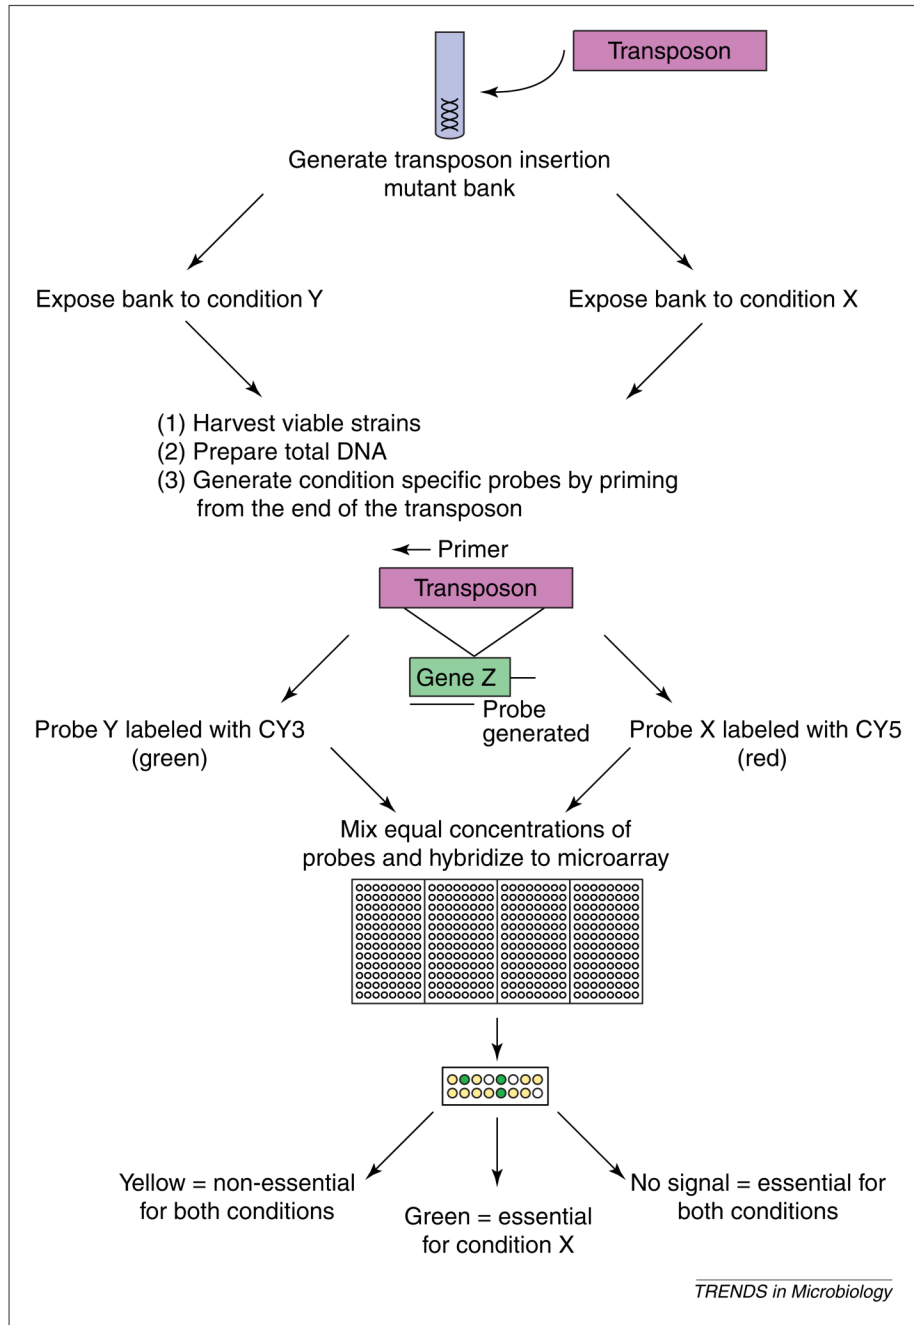 Transposon
Generate transposon insertion
mutant bank
Expose bank to condition Y
Expose bank to condition X
(1) Harvest viable strains
(2) Prepare total DNA
(3) Generate condition specific probes by priming
from the end of the transposon
Primer
Transposon
Gene Z
Probe
generated
Probe Y labeled with CY3
(green)
Probe X labeled with CY5
(red)
Mix equal concentrations of
probes and hybridize to microarray
Yellow = non-essential
for both conditions
Green = essential
for condition X
No signal = essential for
both conditions
TRENDS in Microbiology